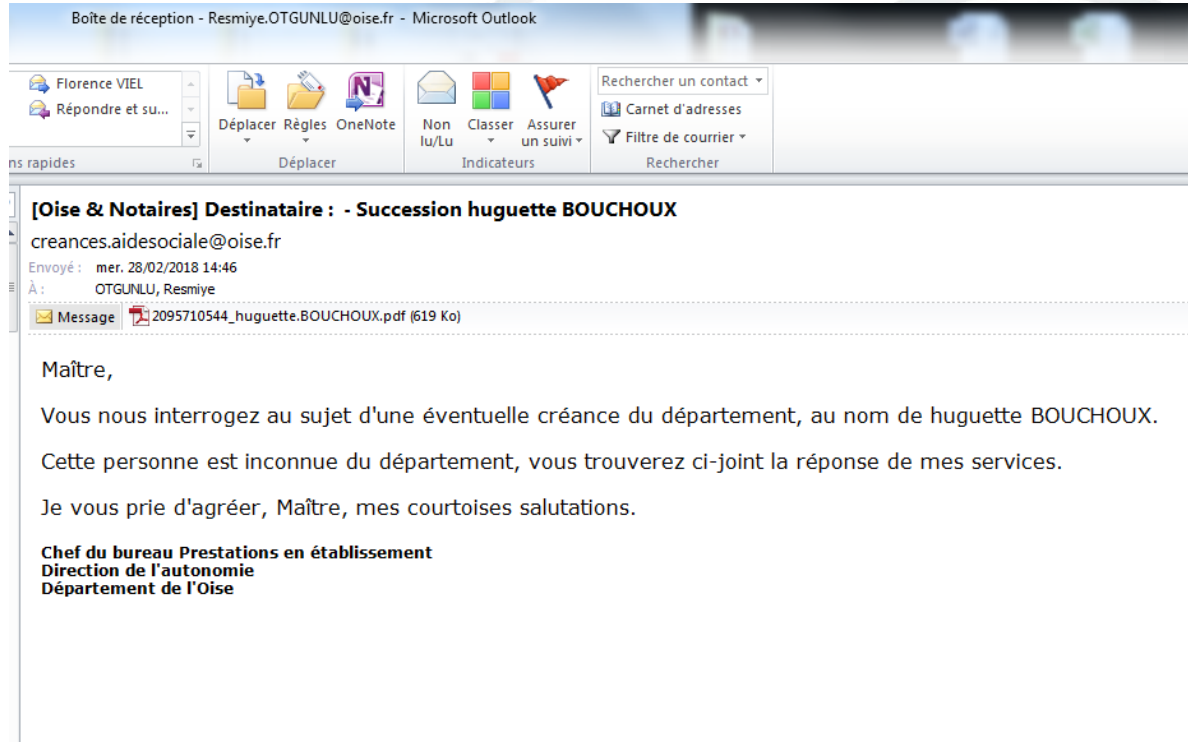 Boîte de réception - Resmiye.OTGUNLU@oise.fr - Microsoft Outlook
Florence VIEL
Répondre et su...
Déplacer Règles OneNote
Non lu/Lu
Classer
Assurer un suivi
Rechercher un contact
Carnet d'adresses
Filtre de courrier
ns rapides
Déplacer
Indicateurs
Rechercher
[Oise & Notaires] Destinataire :  - Succession huguette BOUCHOUX
creances.aidesociale@oise.fr
Envoyé : mer. 28/02/2018 14:46
À : OTGUNLU, Resmiye
Message 2095710544_huguette.BOUCHOUX.pdf (619 Ko)
Maître,
Vous nous interrogez au sujet d'une éventuelle créance du département, au nom de huguette BOUCHOUX.
Cette personne est inconnue du département, vous trouverez ci-joint la réponse de mes services.
Je vous prie d'agréer, Maître, mes courtoises salutations.
Chef du bureau Prestations en établissement
Direction de l'autonomie
Département de l'Oise